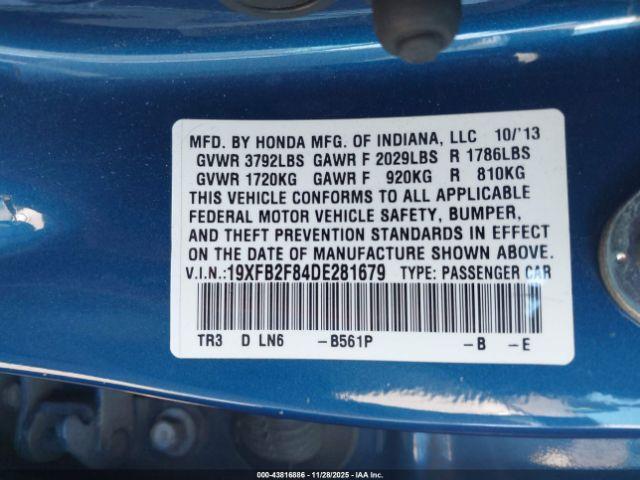 MFD. BY HONDA MFG. OF INDIANA, LLC 10/'13
GVWR 3792LBS GAWR F 2029LBS R 1786LBS
GVWR 1720KG GAWR F 920KG R 810KG
THIS VEHICLE CONFORMS TO ALL APPLICABLE
FEDERAL MOTOR VEHICLE SAFETY, BUMPER,
AND THEFT PREVENTION STANDARDS IN EFFECT
ON THE DATE OF MANUFACTURE SHOWN ABOVE.
V.I.N.:19XFB2F84DE281679 TYPE: PASSENGER CAR
TR3 D LN6 -B561P -B -E
000-43816886 - 11/28/2025 - IAA, Inc.